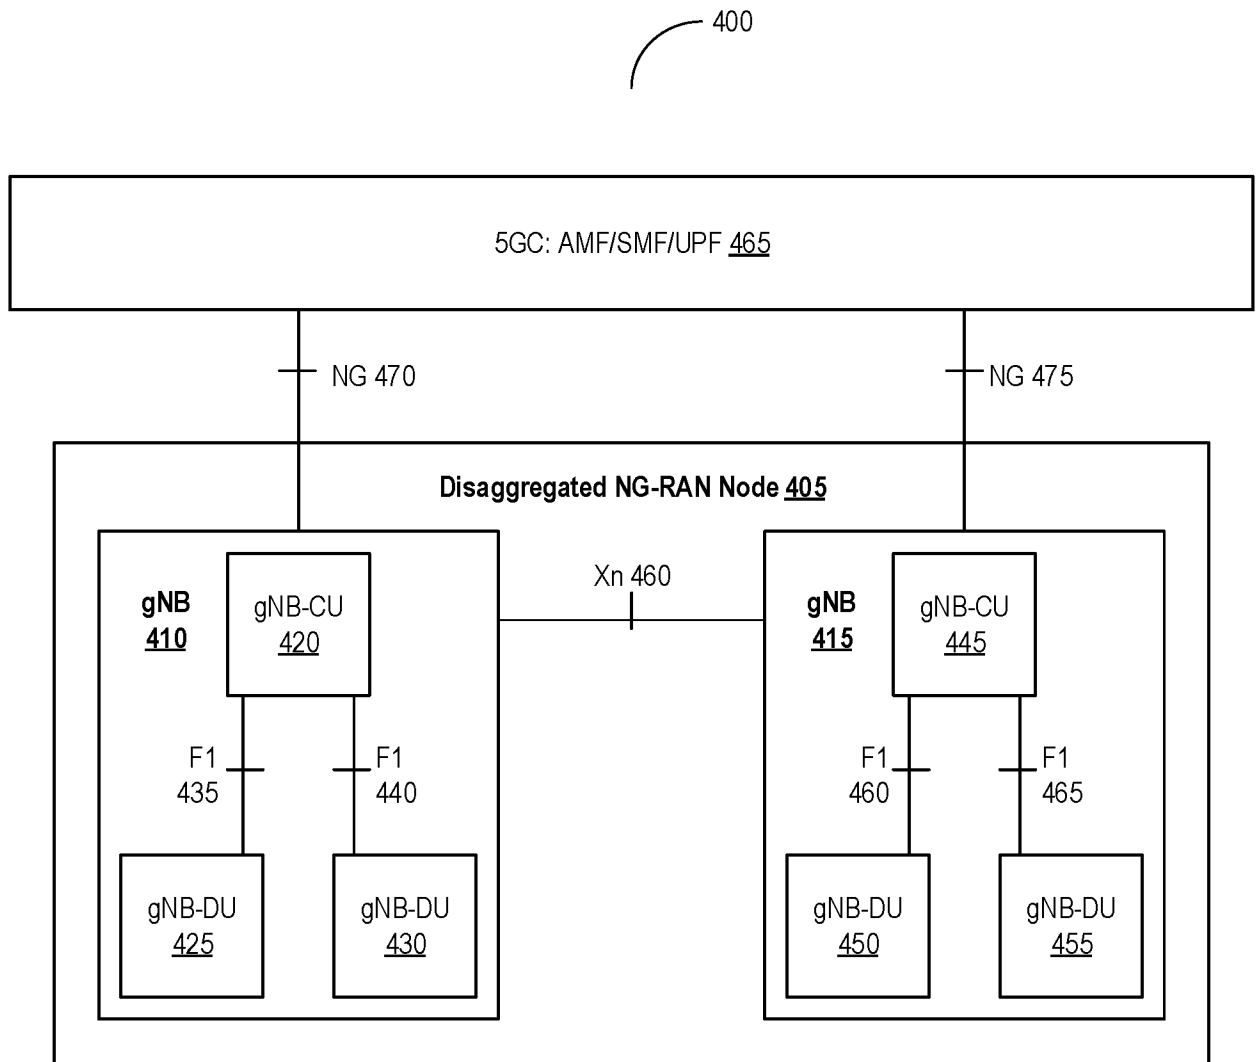 400
5GC: AMF/SMF/UPF 465
NG 470
NG 475
Disaggregated NG-RAN Node 405
gNB
410
gNB-CU
420
Xn 460
gNB
415
gNB-CU
445
F1
435
F1
440
F1
460
F1
465
gNB-DU
425
gNB-DU
430
gNB-DU
450
gNB-DU
455